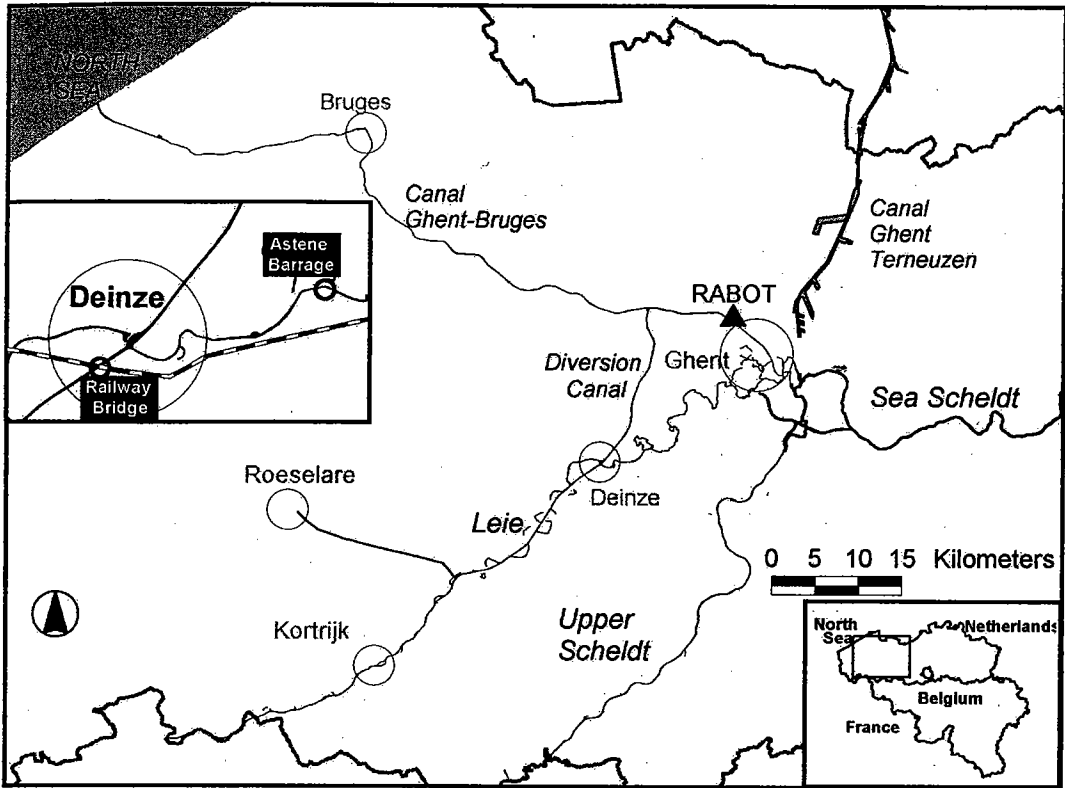 NORTH
SEA
Bruges
Canal
Ghent-Bruges
Canal
Ghent
Terneuzen
Astene
Barrage
Deinze
Railway
Bridge
RABOT
Ghent
Diversion
Canal
Sea Scheldt
Roeselare
Deinze
Leie
0 5 10 15 Kilometers
Kortrijk
Upper
Scheldt
North
Sea
Netherlands
Belgium
France